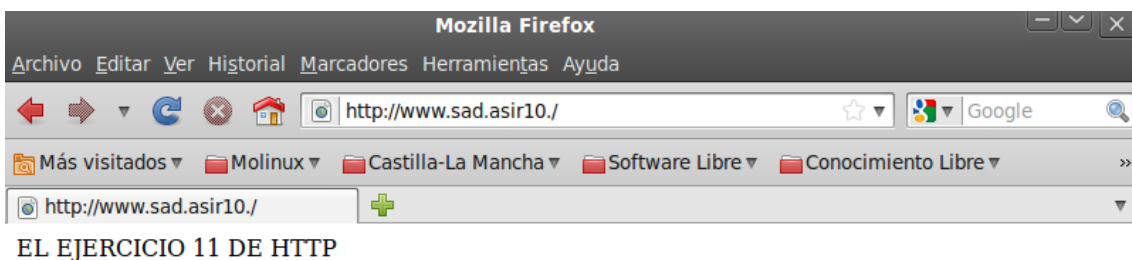 Mozilla Firefox
Archivo Editar Ver Historial Marcadores Herramientas Ayuda
http://www.sad.asir10./ Google
Más visitados Molinux Castilla-La Mancha Software Libre Conocimiento Libre »
http://www.sad.asir10./
EL EJERCICIO 11 DE HTTP